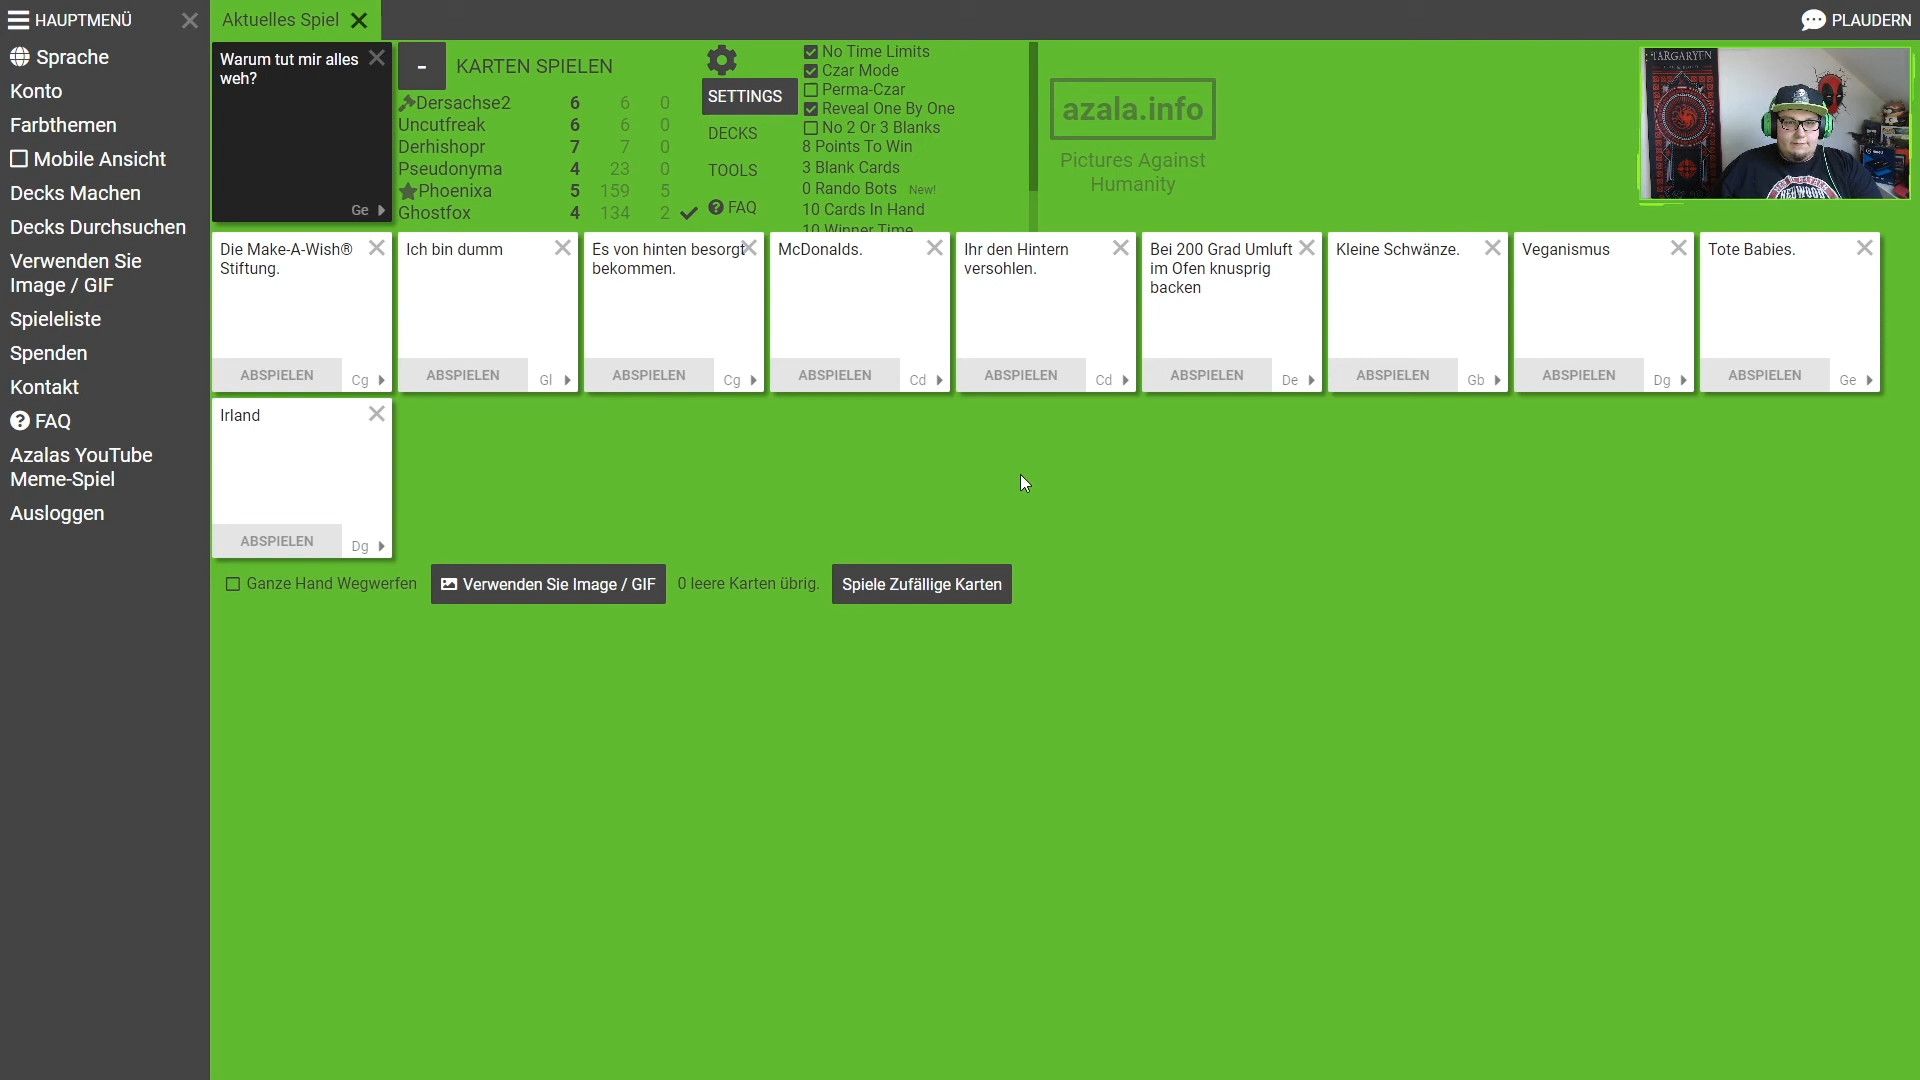 HAUPTMENÜ
Sprache
Konto
Farbthemen
Mobile Ansicht
Decks Machen
Decks Durchsuchen
Verwenden Sie
Image / GIF
Spieleliste
Spenden
Kontakt
FAQ
Azalas YouTube
Meme-Spiel
Ausloggen
Aktuelles Spiel
PLAUDERN
Warum tut mir alles
weh?
Ge
-
KARTEN SPIELEN
Dersachse2 6 6 0
Uncutfreak 6 6 0
Derhishopr 7 7 0
Pseudonyma 4 23 0
Phoenixa 5 159 5
Ghostfox 4 134 2
SETTINGS
DECKS
TOOLS
FAQ
No Time Limits
Czar Mode
Perma-Czar
Reveal One By One
No 2 Or 3 Blanks
8 Points To Win
3 Blank Cards
0 Rando Bots New!
10 Cards In Hand
10 Winner Time
azala.info
Pictures Against
Humanity
TARGARYEN
Die Make-A-Wish®
Stiftung.
ABSPIELEN
Cg
Ich bin dumm
ABSPIELEN
Gl
Es von hinten besorgt
bekommen.
ABSPIELEN
Cg
McDonalds.
ABSPIELEN
Cd
Ihr den Hintern
versohlen.
ABSPIELEN
Cd
Bei 200 Grad Umluft
im Ofen knusprig
backen
ABSPIELEN
De
Kleine Schwänze.
ABSPIELEN
Gb
Veganismus
ABSPIELEN
Dg
Tote Babies.
ABSPIELEN
Ge
Irland
ABSPIELEN
Dg
Ganze Hand Wegwerfen
Verwenden Sie Image / GIF
0 leere Karten übrig.
Spiele Zufällige Karten